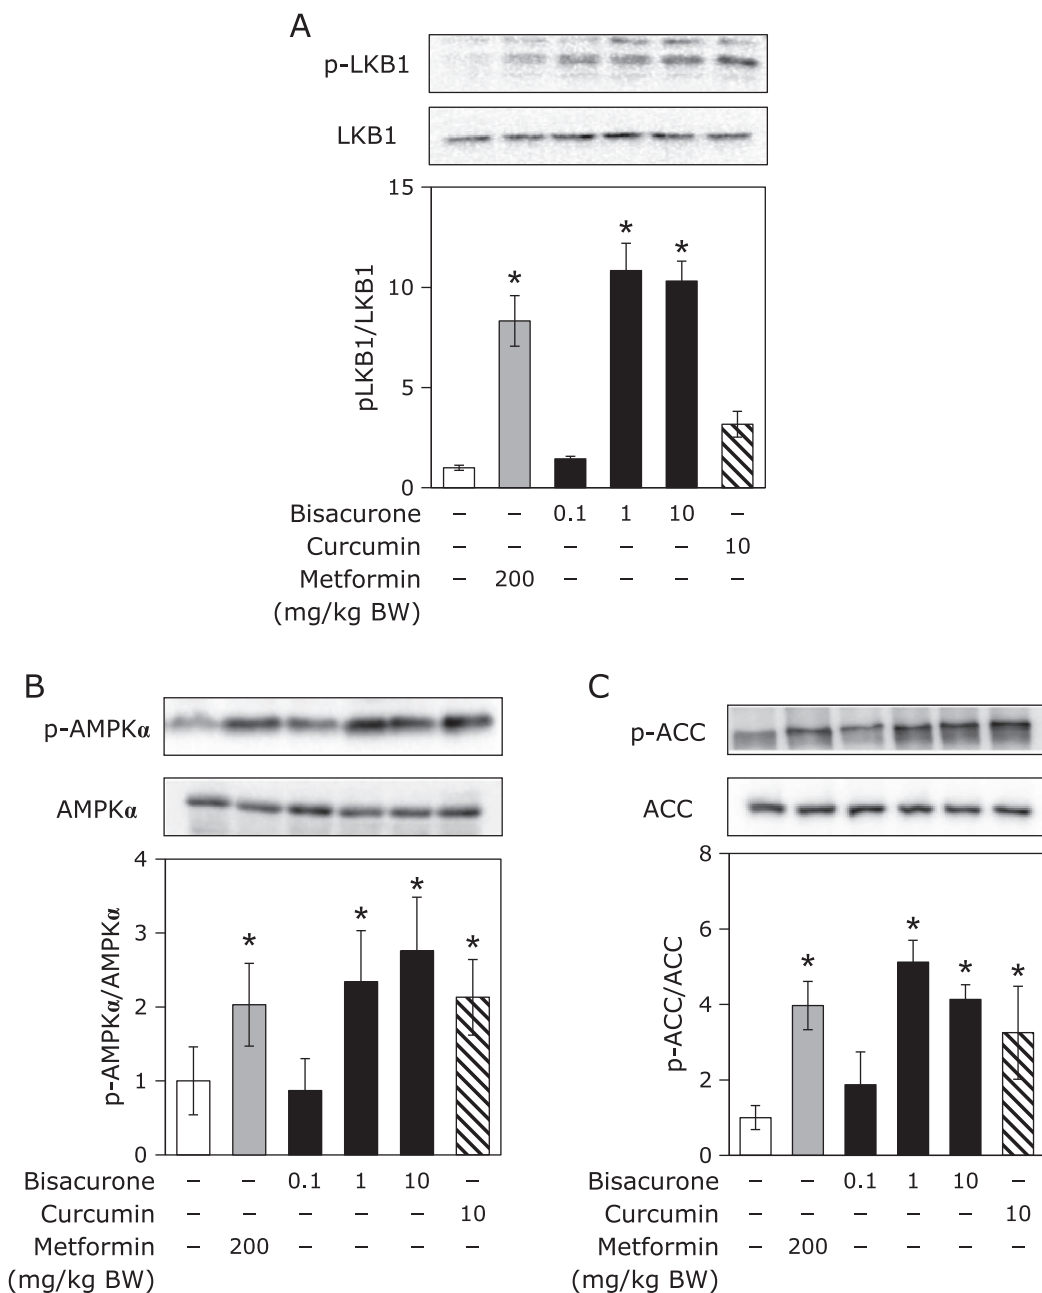 A
p-LKB1
LKB1
15
10
5
0
pLKB1/LKB1
* * *
Bisacurone – – 0.1 1 10 –
Curcumin – – – – – 10
Metformin – 200 – – – –
(mg/kg BW)
B
p-AMPKα
AMPKα
4
3
2
1
0
p-AMPKα/AMPKα
* * * *
Bisacurone – – 0.1 1 10 –
Curcumin – – – – – 10
Metformin – 200 – – – –
(mg/kg BW)
C
p-ACC
ACC
8
6
4
2
0
p-ACC/ACC
* * * *
Bisacurone – – 0.1 1 10 –
Curcumin – – – – – 10
Metformin – 200 – – – –
(mg/kg BW)